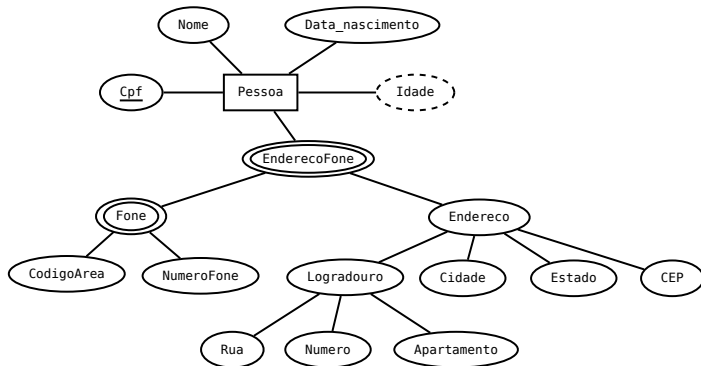 Nome
Data_nascimento
Cpf
Pessoa
Idade
EnderecoFone
Fone
Endereco
CodigoArea
NumeroFone
Logradouro
Cidade
Estado
CEP
Rua
Numero
Apartamento